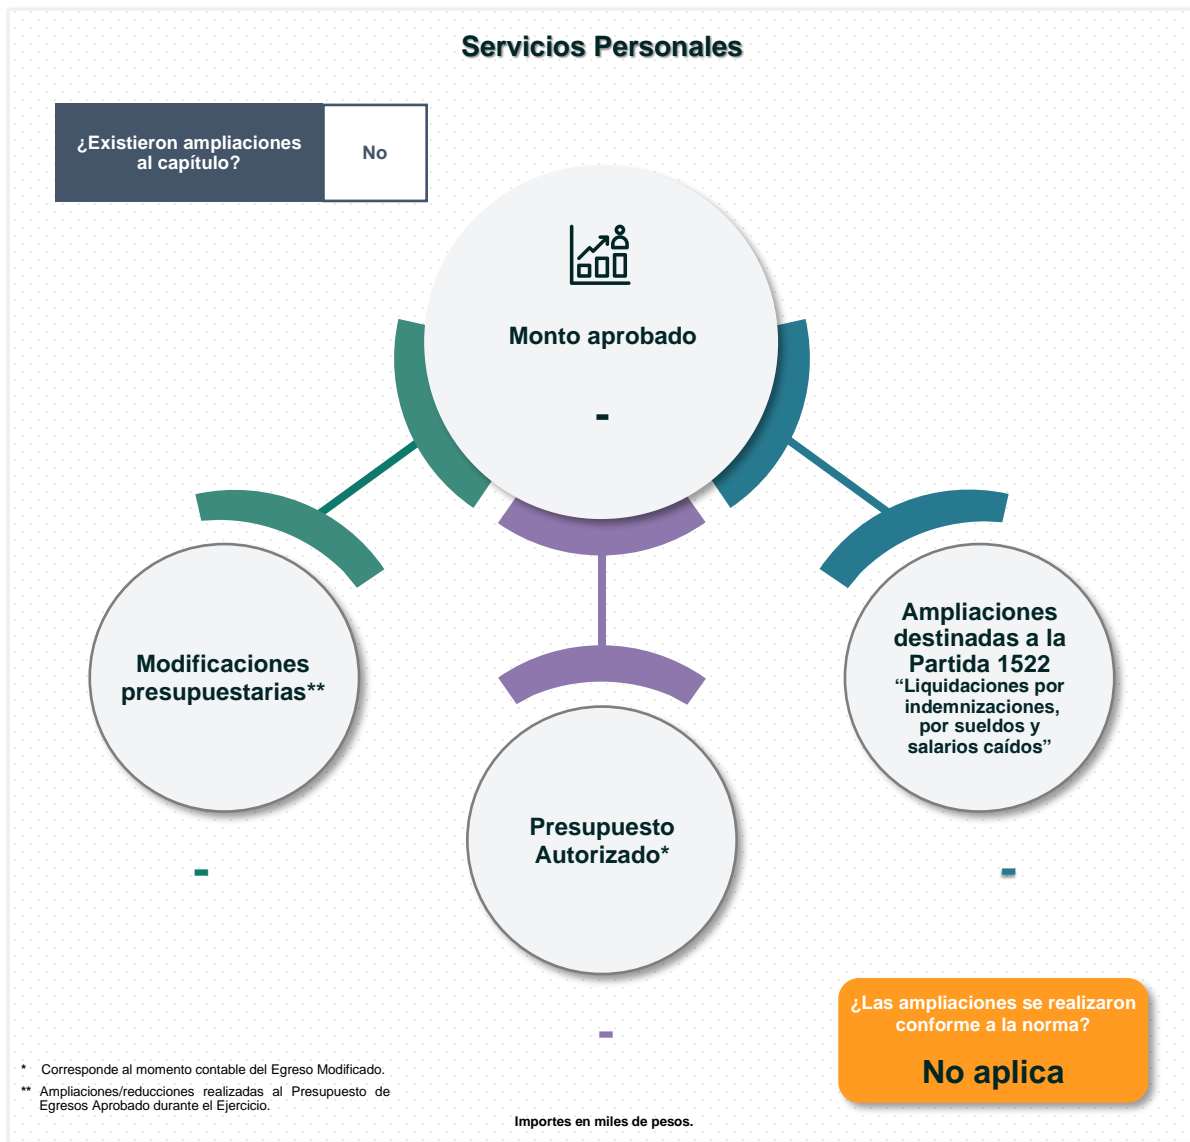 Servicios Personales
¿Existieron ampliaciones
al capítulo?
No
Monto aprobado
-
Modificaciones
presupuestarias**
-
Presupuesto
Autorizado*
-
Ampliaciones
destinadas a la
Partida 1522
“Liquidaciones por
indemnizaciones,
por sueldos y
salarios caídos”
-
¿Las ampliaciones se realizaron
conforme a la norma?
No aplica
* Corresponde al momento contable del Egreso Modificado.
** Ampliaciones/reducciones realizadas al Presupuesto de
Egresos Aprobado durante el Ejercicio.
Importes en miles de pesos.